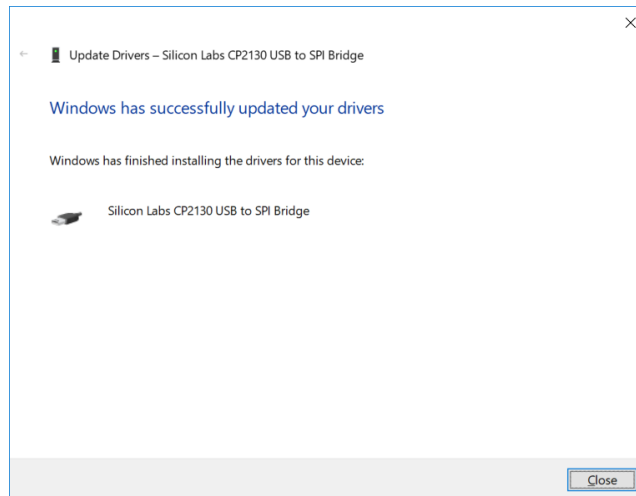 Update Drivers – Silicon Labs CP2130 USB to SPI Bridge
Windows has successfully updated your drivers
Windows has finished installing the drivers for this device:
Silicon Labs CP2130 USB to SPI Bridge
Close